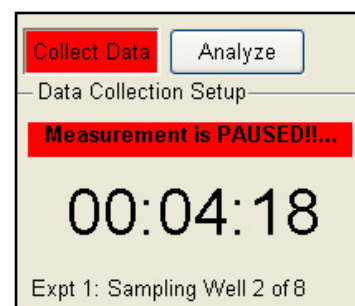 Collect Data Analyze
Data Collection Setup
Measurement is PAUSED!!...
00:04:18
Expt 1: Sampling Well 2 of 8